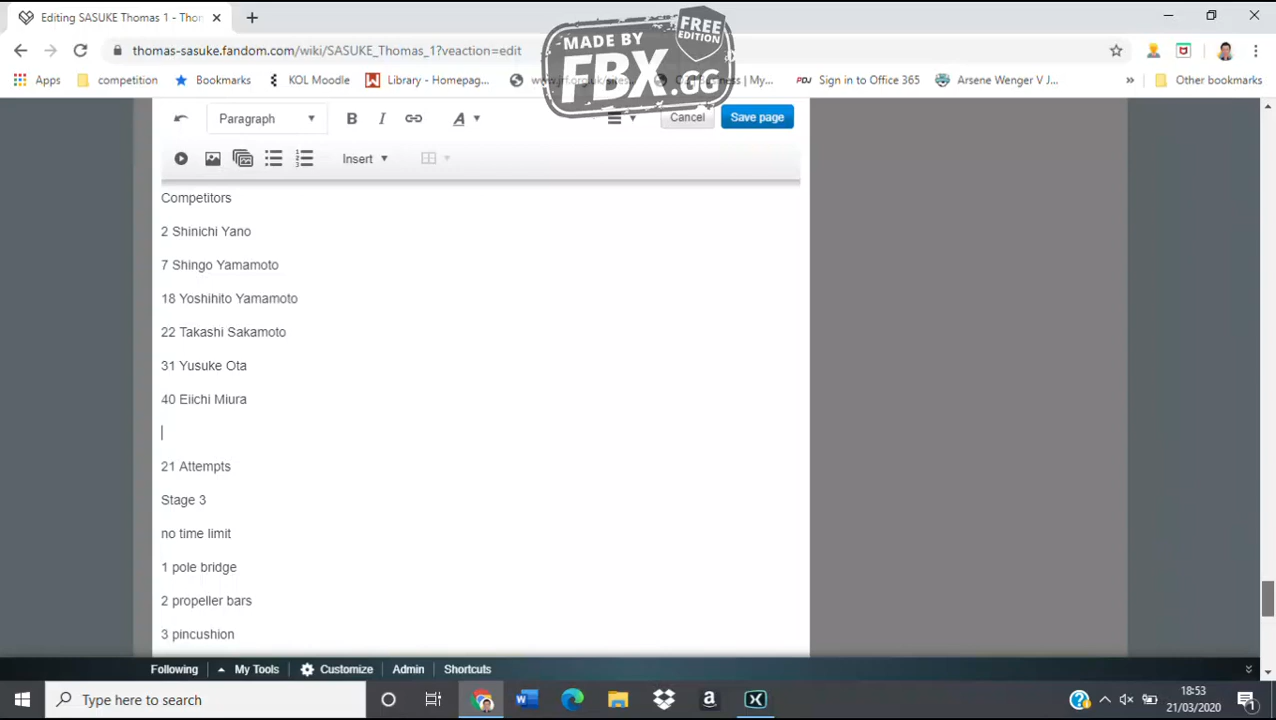 Editing SASUKE Thomas 1 - Thor
thomas-sasuke.fandom.com/wiki/SASUKE_Thomas_1?veaction=edit
MADE BY
FREE
EDITION
FBX.GG
Apps
competition
Bookmarks
KOL Moodle
Library - Homepag...
My...
PDJ
Sign in to Office 365
Arsene Wenger V J...
»
Other bookmarks
Paragraph
B
I
A
Cancel
Save page
Insert
Competitors
2 Shinichi Yano
7 Shingo Yamamoto
18 Yoshihito Yamamoto
22 Takashi Sakamoto
31 Yusuke Ota
40 Eiichi Miura
21 Attempts
Stage 3
no time limit
1 pole bridge
2 propeller bars
3 pincushion
Following
My Tools
Customize
Admin
Shortcuts
Type here to search
18:53
21/03/2020